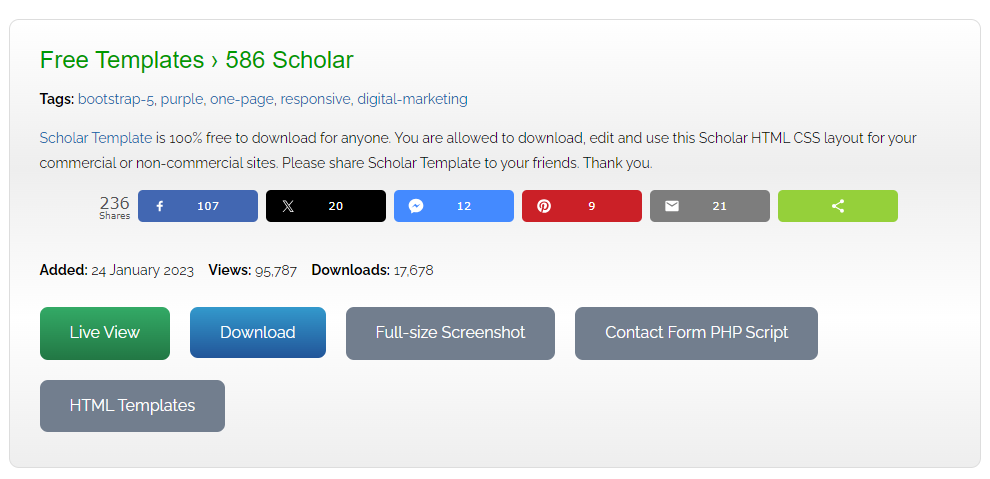 Free Templates › 586 Scholar
Tags: bootstrap-5, purple, one-page, responsive, digital-marketing
Scholar Template is 100% free to download for anyone. You are allowed to download, edit and use this Scholar HTML CSS layout for your
commercial or non-commercial sites. Please share Scholar Template to your friends. Thank you.
236
Shares
107 20 12 9 21
Added: 24 January 2023 Views: 95,787 Downloads: 17,678
Live View Download Full-size Screenshot Contact Form PHP Script
HTML Templates